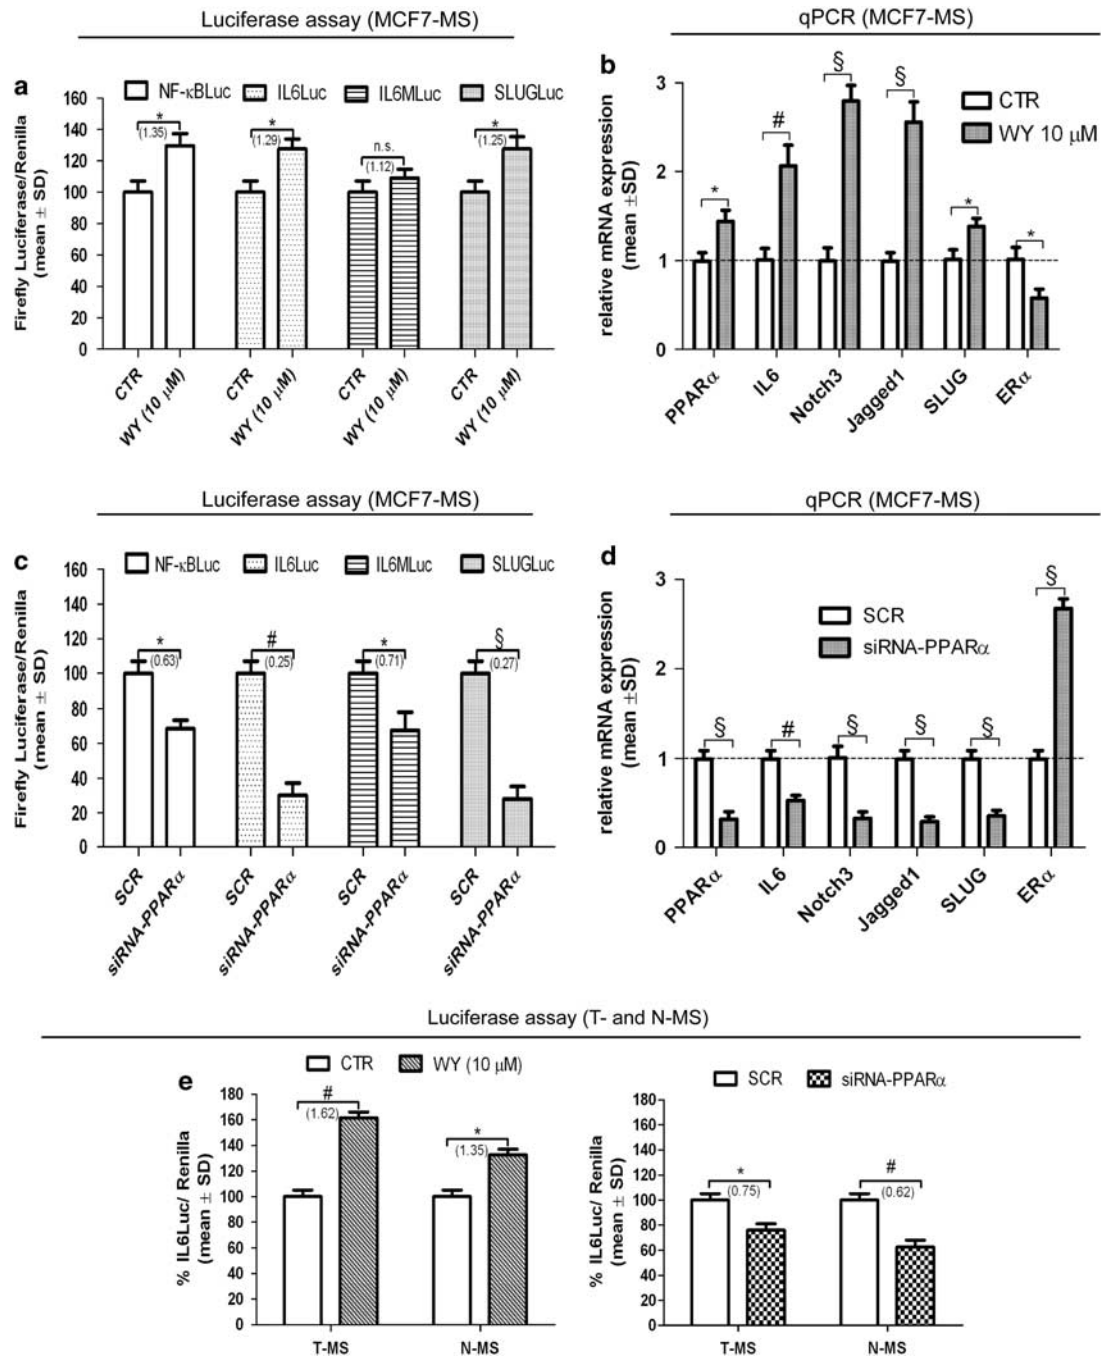 Luciferase assay (MCF7-MS)
a
NF-κBLuc IL6Luc IL6MLuc SLUGLuc
Firefly Luciferase/Renilla
(mean ± SD)
160
140
120
100
80
60
40
20
0
*
(1.35)
*
(1.29)
n.s.
(1.12)
*
(1.25)
CTR
WY (10 µM)
CTR
WY (10 µM)
CTR
WY (10 µM)
CTR
WY (10 µM)
qPCR (MCF7-MS)
b
CTR
WY 10 µM
relative mRNA expression
(mean ±SD)
3
2
1
0
*
#
§
§
*
*
PPARα
IL6
Notch3
Jagged1
SLUG
ERα
Luciferase assay (MCF7-MS)
c
NF-κBLuc IL6Luc IL6MLuc SLUGLuc
Firefly Luciferase/Renilla
(mean ± SD)
160
140
120
100
80
60
40
20
0
*
(0.63)
#
(0.25)
*
(0.71)
§
(0.27)
SCR
siRNA-PPARα
SCR
siRNA-PPARα
SCR
siRNA-PPARα
SCR
siRNA-PPARα
qPCR (MCF7-MS)
d
SCR
siRNA-PPARα
relative mRNA expression
(mean ±SD)
3
2
1
0
§
#
§
§
§
§
PPARα
IL6
Notch3
Jagged1
SLUG
ERα
Luciferase assay (T- and N-MS)
e
CTR WY (10 µM)
% IL6Luc/ Renilla
(mean ± SD)
180
160
140
120
100
80
60
40
20
0
#
(1.62)
*
(1.35)
T-MS N-MS
SCR siRNA-PPARα
% IL6Luc/ Renilla
(mean ± SD)
180
160
140
120
100
80
60
40
20
0
*
(0.75)
#
(0.62)
T-MS N-MS